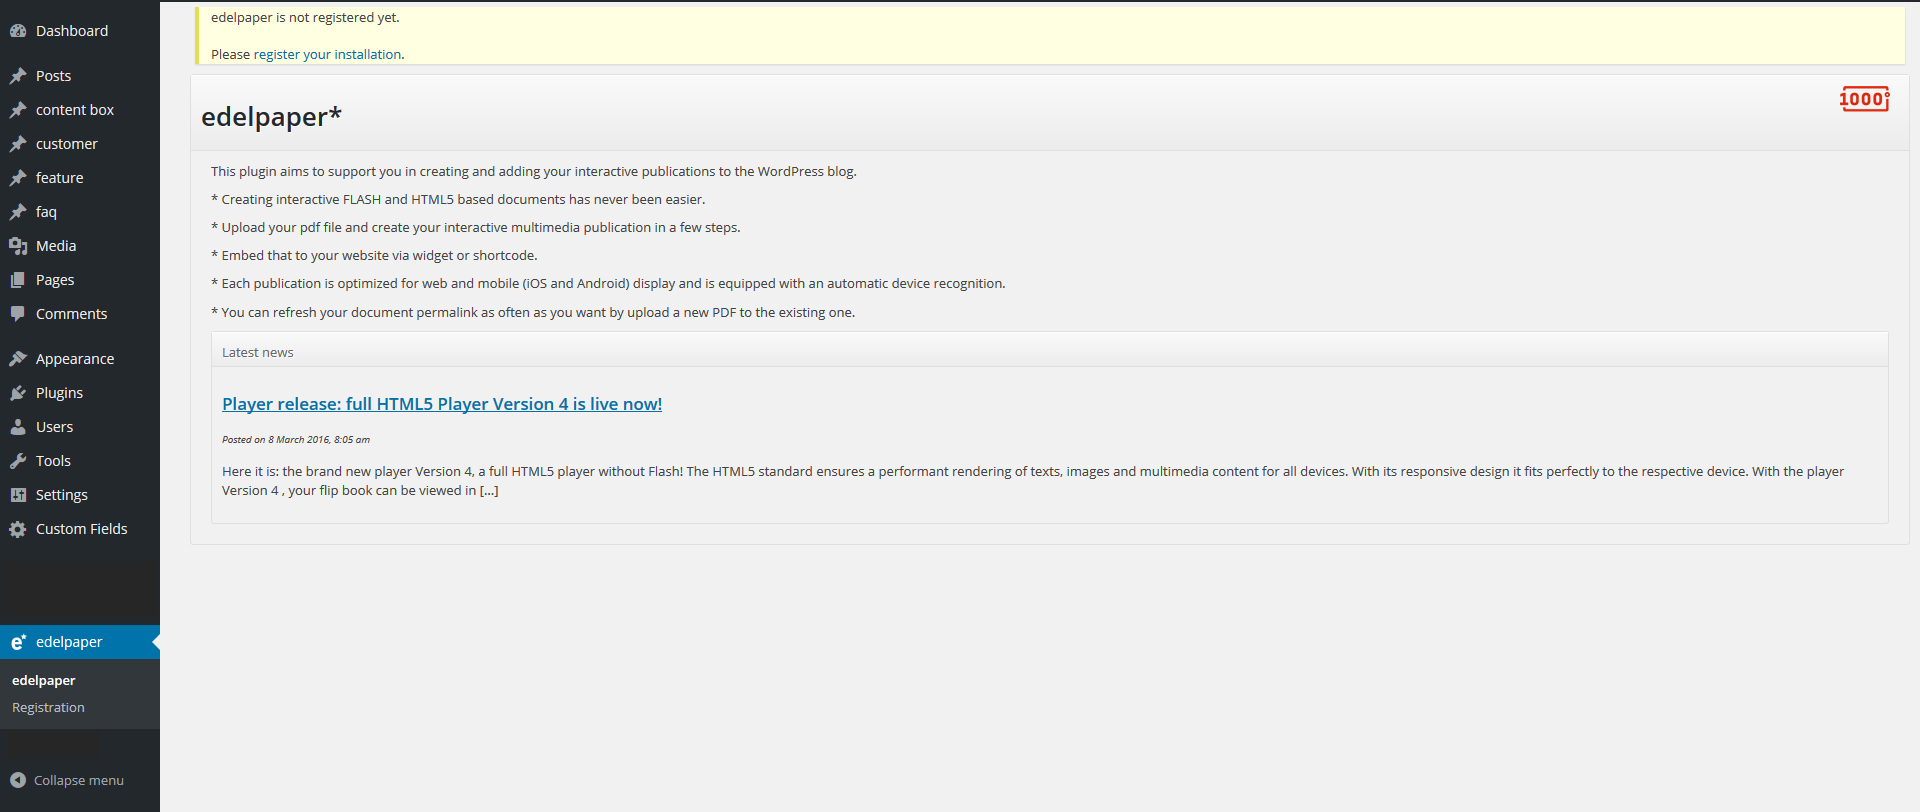 Dashboard
Posts
content box
customer
feature
faq
Media
Pages
Comments
Appearance
Plugins
Users
Tools
Settings
Custom Fields
e* edelpaper
edelpaper
Registration
Collapse menu
edelpaper is not registered yet.
Please register your installation.
edelpaper*
1000°
This plugin aims to support you in creating and adding your interactive publications to the WordPress blog.
* Creating interactive FLASH and HTML5 based documents has never been easier.
* Upload your pdf file and create your interactive multimedia publication in a few steps.
* Embed that to your website via widget or shortcode.
* Each publication is optimized for web and mobile (iOS and Android) display and is equipped with an automatic device recognition.
* You can refresh your document permalink as often as you want by upload a new PDF to the existing one.
Latest news
Player release: full HTML5 Player Version 4 is live now!
Posted on 8 March 2016, 8:05 am
Here it is: the brand new player Version 4, a full HTML5 player without Flash! The HTML5 standard ensures a performant rendering of texts, images and multimedia content for all devices. With its responsive design it fits perfectly to the respective device. With the player
Version 4 , your flip book can be viewed in [...]